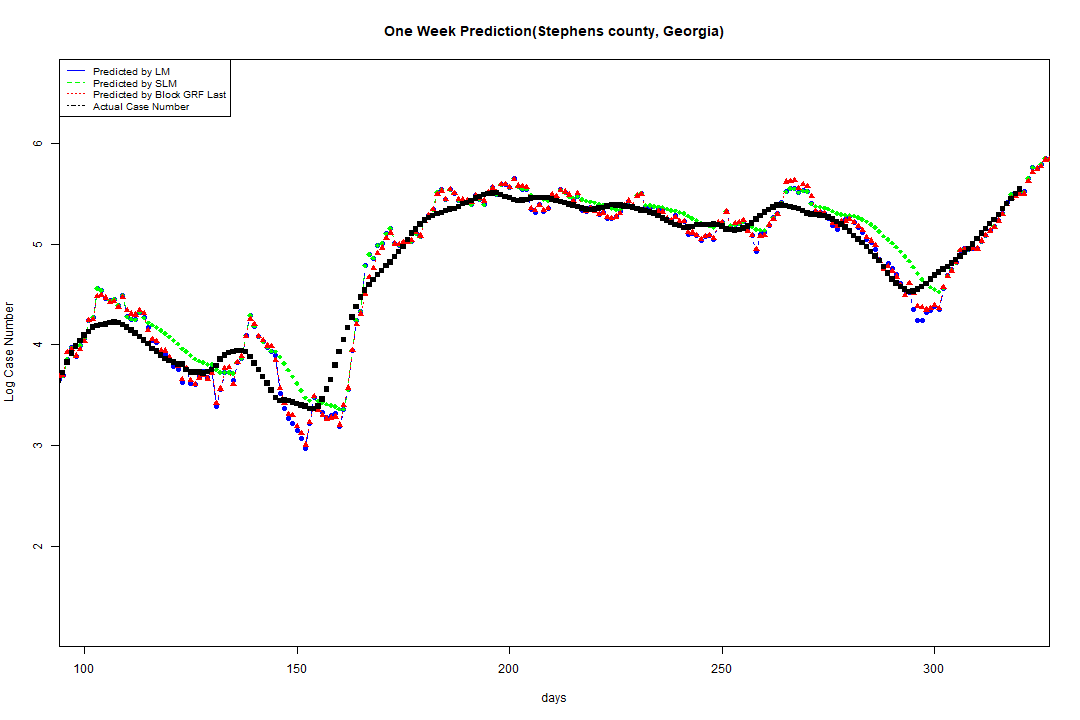 One Week Prediction(Stephens county, Georgia)
Predicted by LM
Predicted by SLM
Predicted by Block GRF Last
Actual Case Number
6
5
4
3
2
Log Case Number
100 150 200 250 300
days